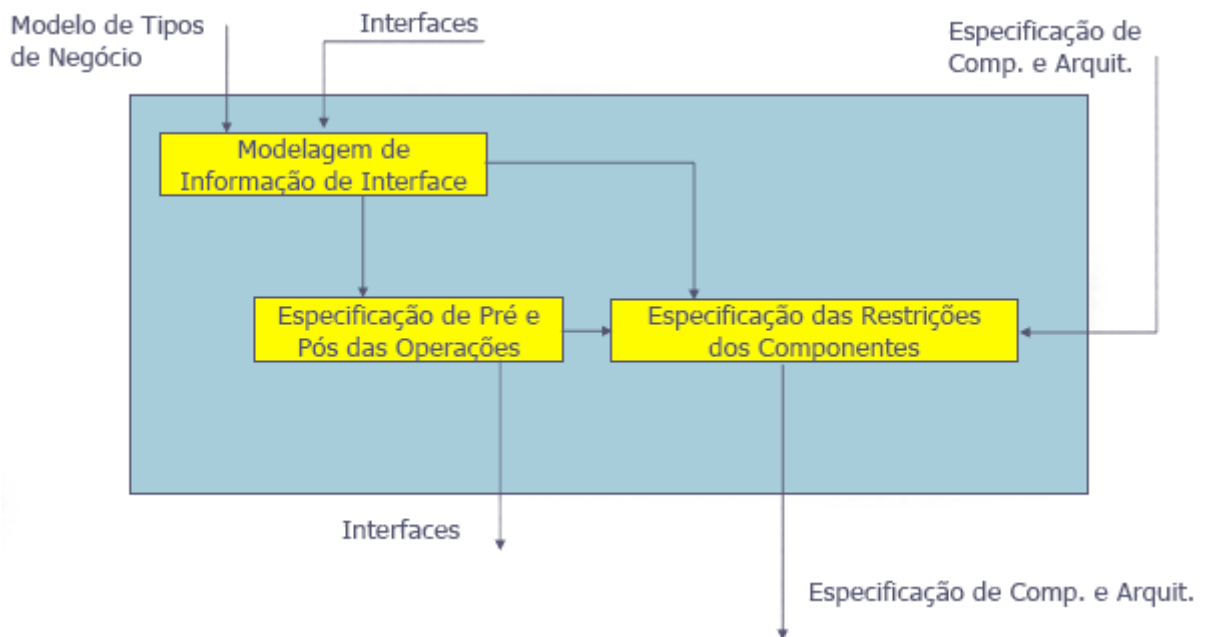 Modelo de Tipos
de Negócio
Interfaces
Especificação de
Comp. e Arquit.
Modelagem de
Informação de Interface
Especificação de Pré e
Pós das Operações
Especificação das Restrições
dos Componentes
Interfaces
Especificação de Comp. e Arquit.